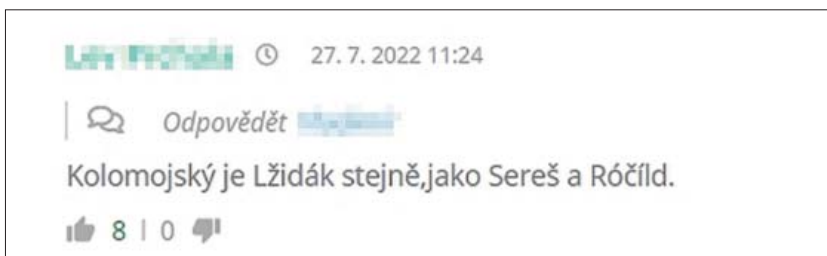 27. 7. 2022 11:24
Odpovědět
Kolomojský je Lžidák stejně,jako Sereš a Róčíld.
8 | 0